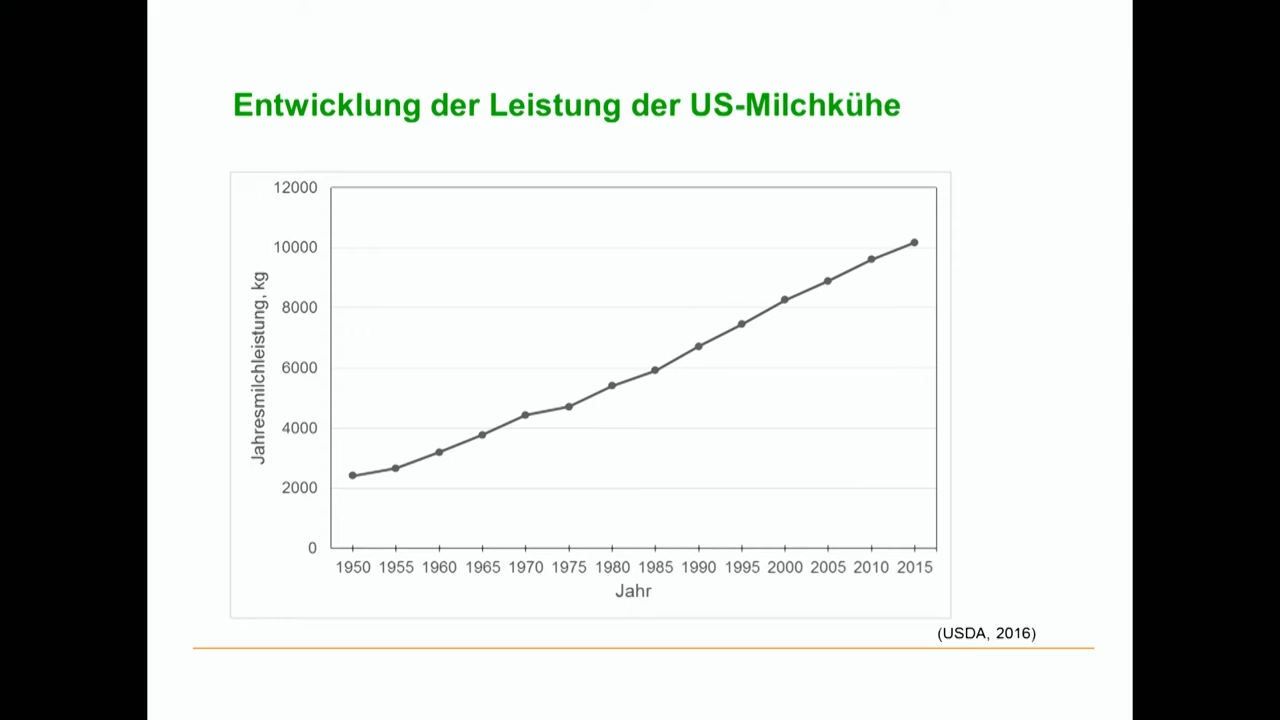 Entwicklung der Leistung der US-Milchkühe
12000
10000
8000
6000
4000
2000
0
Jahresmilchleistung, kg
1950 1955 1960 1965 1970 1975 1980 1985 1990 1995 2000 2005 2010 2015
Jahr
(USDA, 2016)